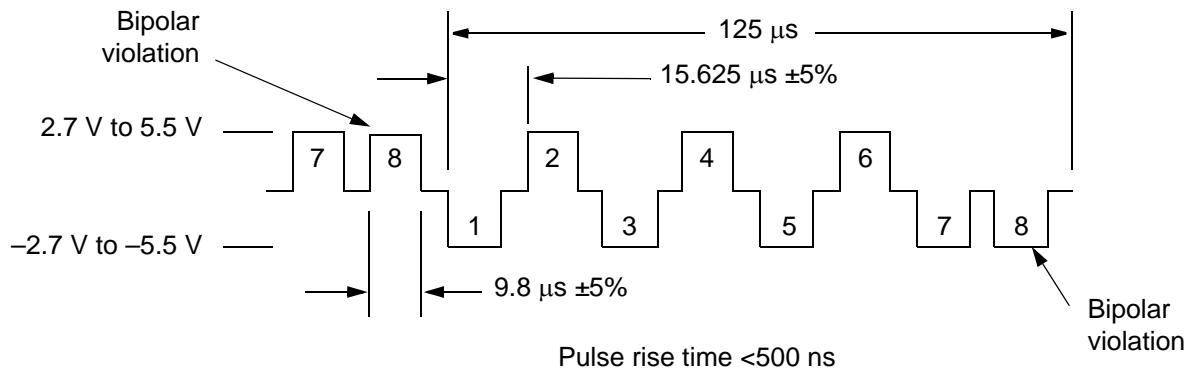 Bipolar
violation
125 μs
15.625 μs ±5%
2.7 V to 5.5 V
7
8
2
4
6
1
3
5
7
8
–2.7 V to –5.5 V
9.8 μs ±5%
Bipolar
violation
Pulse rise time <500 ns